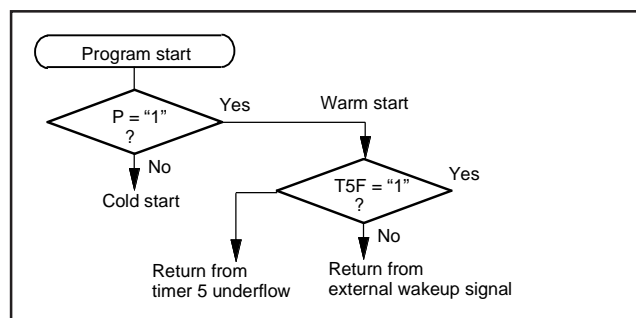 Program start
P = “1”
?
Yes
Warm start
No
Cold start
T5F = “1”
?
Yes
No
Return from
timer 5 underflow
Return from
external wakeup signal